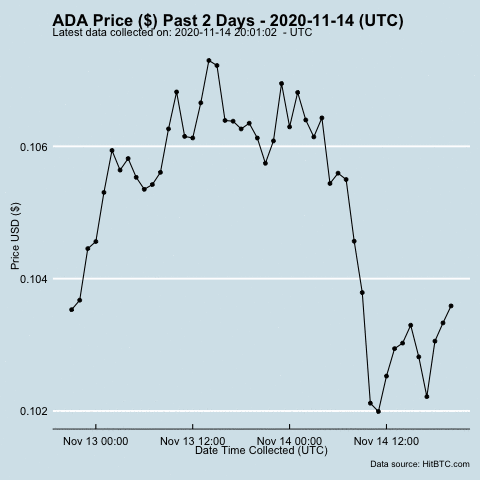 ADA Price ($) Past 2 Days - 2020-11-14 (UTC)
Latest data collected on: 2020-11-14 20:01:02  - UTC
0.106
0.104
0.102
Price USD ($)
Nov 13 00:00 Nov 13 12:00 Nov 14 00:00 Nov 14 12:00
Date Time Collected (UTC)
Data source: HitBTC.com